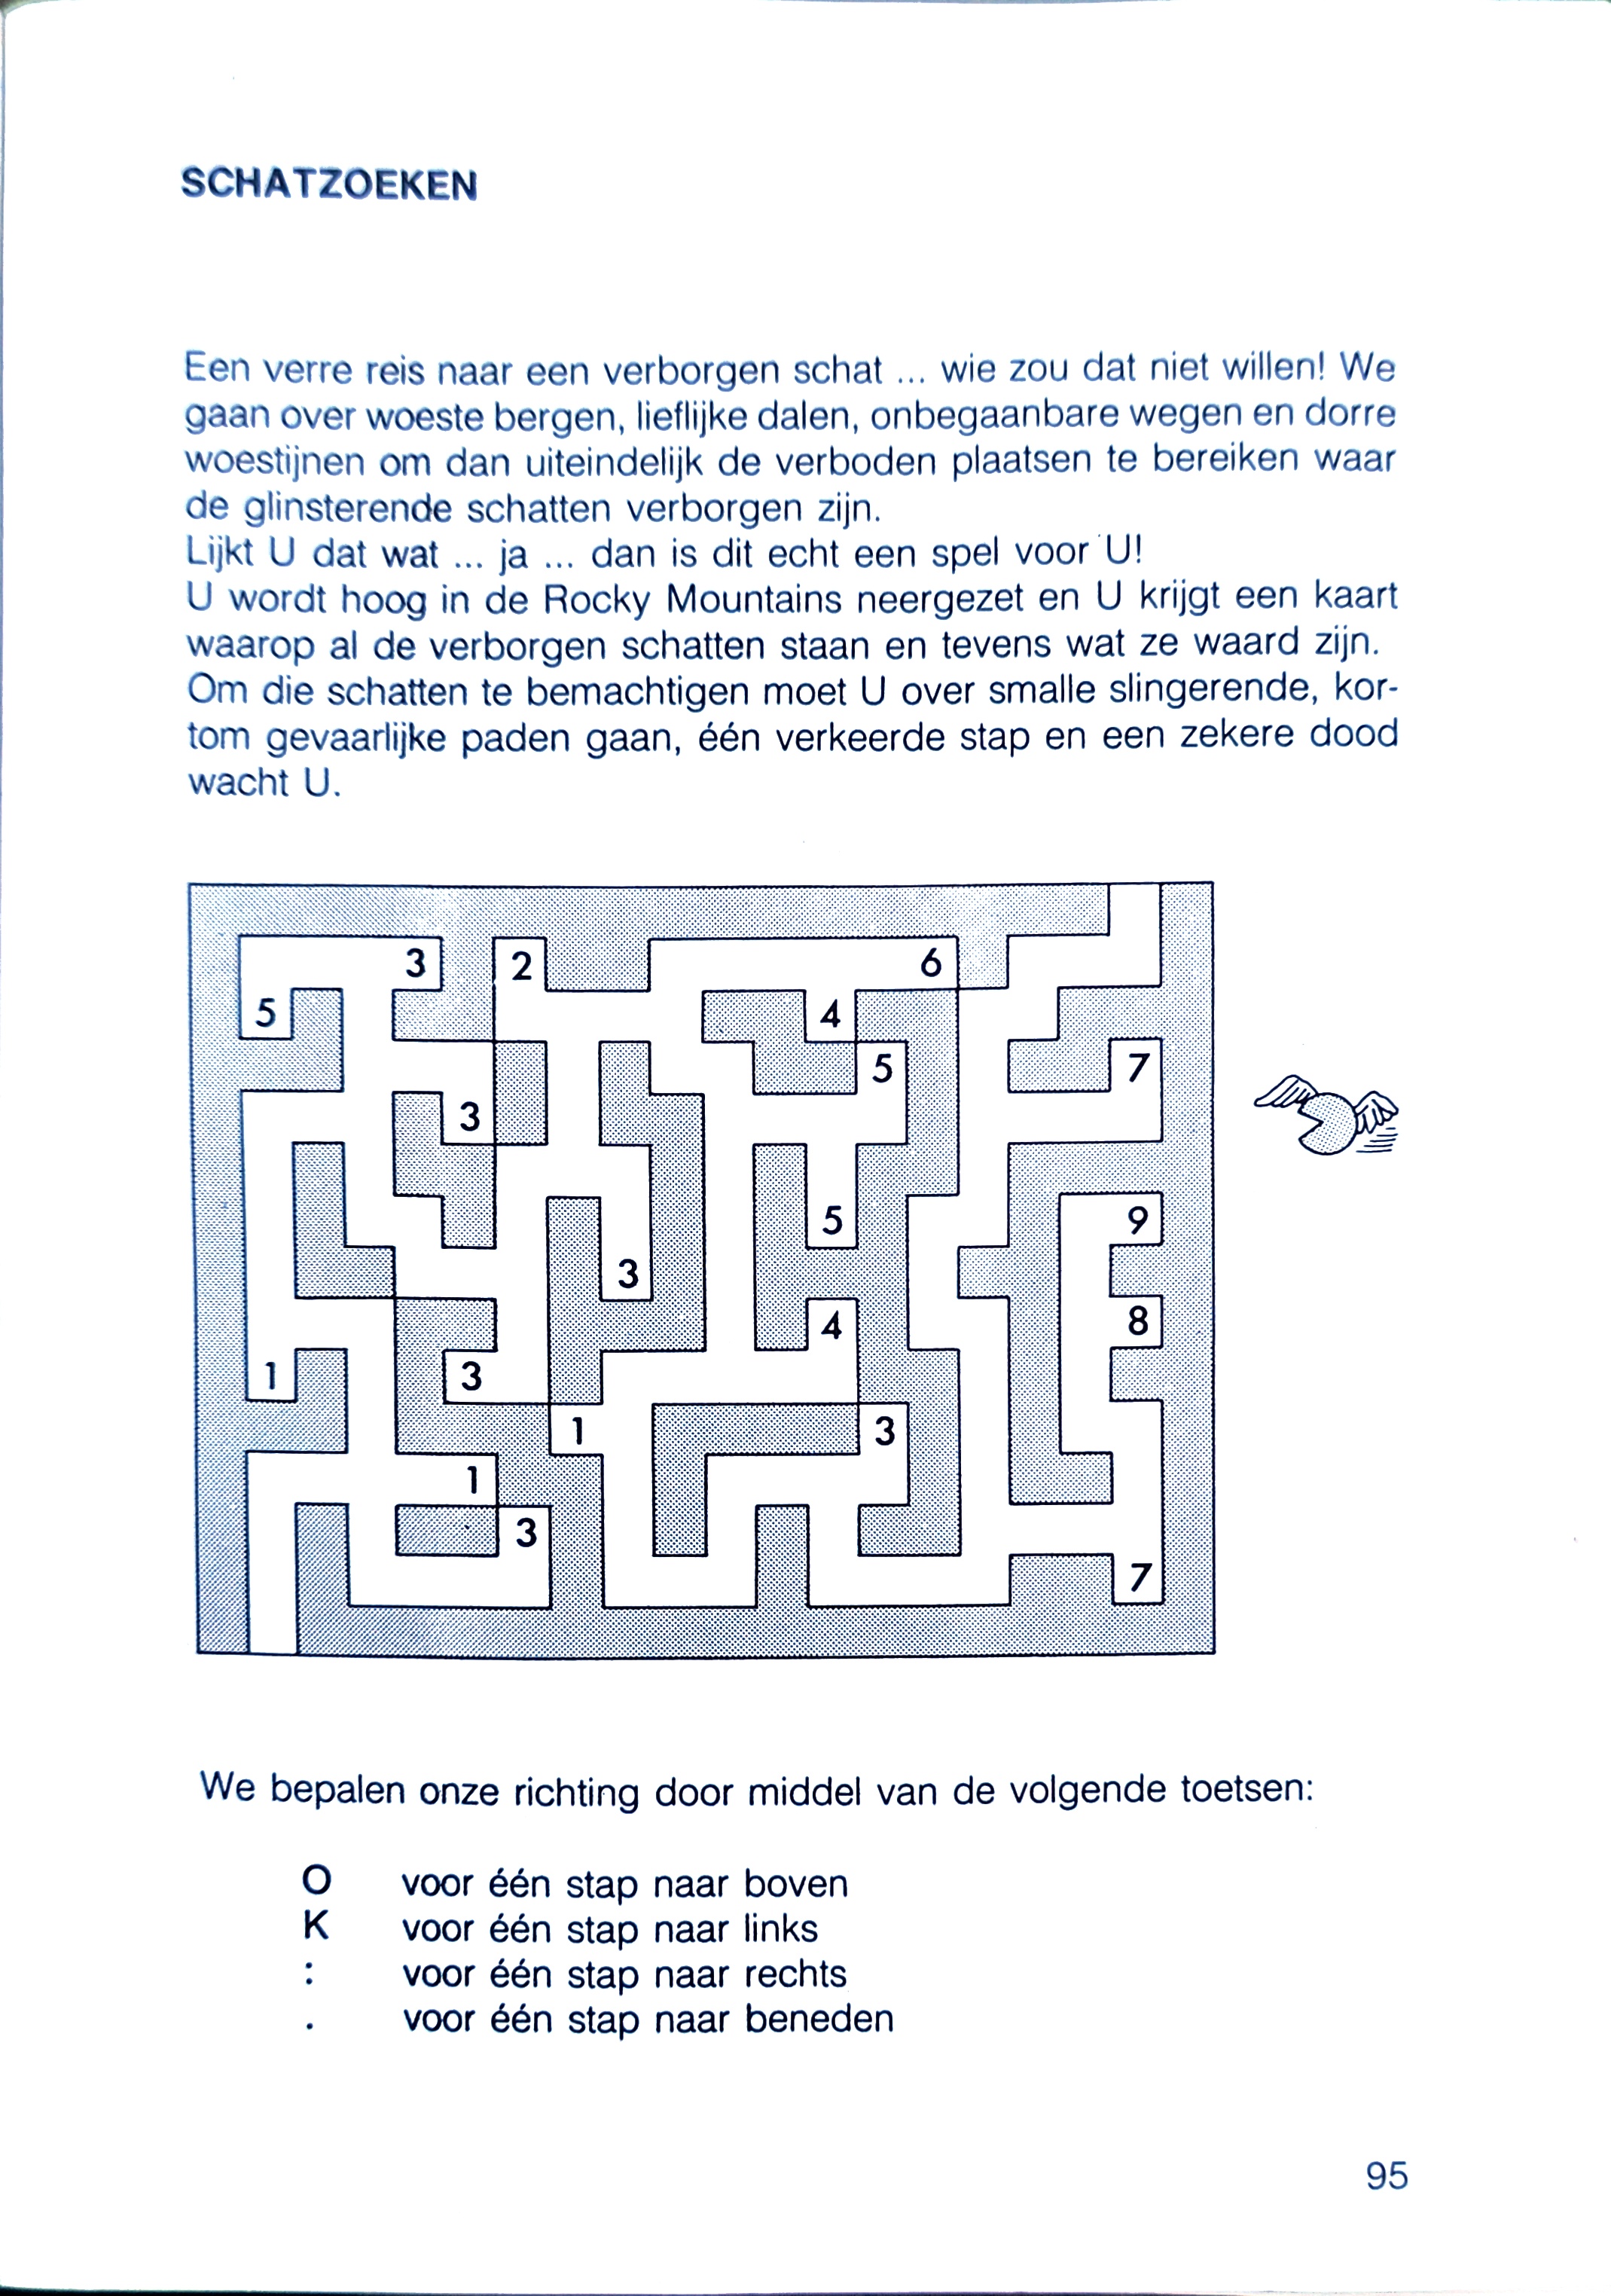 SCHATZOEKEN
Een verre reis naar een verborgen schat ... wie zou dat niet willen! We
gaan over woeste bergen, lieflijke dalen, onbegaanbare wegen en dorre
woestijnen om dan uiteindelijk de verboden plaatsen te bereiken waar
de glinsterende schatten verborgen zijn.
Lijkt U dat wat ... ja ... dan is dit echt een spel voor U!
U wordt hoog in de Rocky Mountains neergezet en U krijgt een kaart
waarop al de verborgen schatten staan en tevens wat ze waard zijn.
Om die schatten te bemachtigen moet U over smalle slingerende, kor-
tom gevaarlijke paden gaan, één verkeerde stap en een zekere dood
wacht U.
3 2 6
5 4
5 7
3
5 9
3
4 8
1 3
1 3
1
3
7
We bepalen onze richting door middel van de volgende toetsen:
O voor één stap naar boven
K voor één stap naar links
: voor één stap naar rechts
. voor één stap naar beneden
95